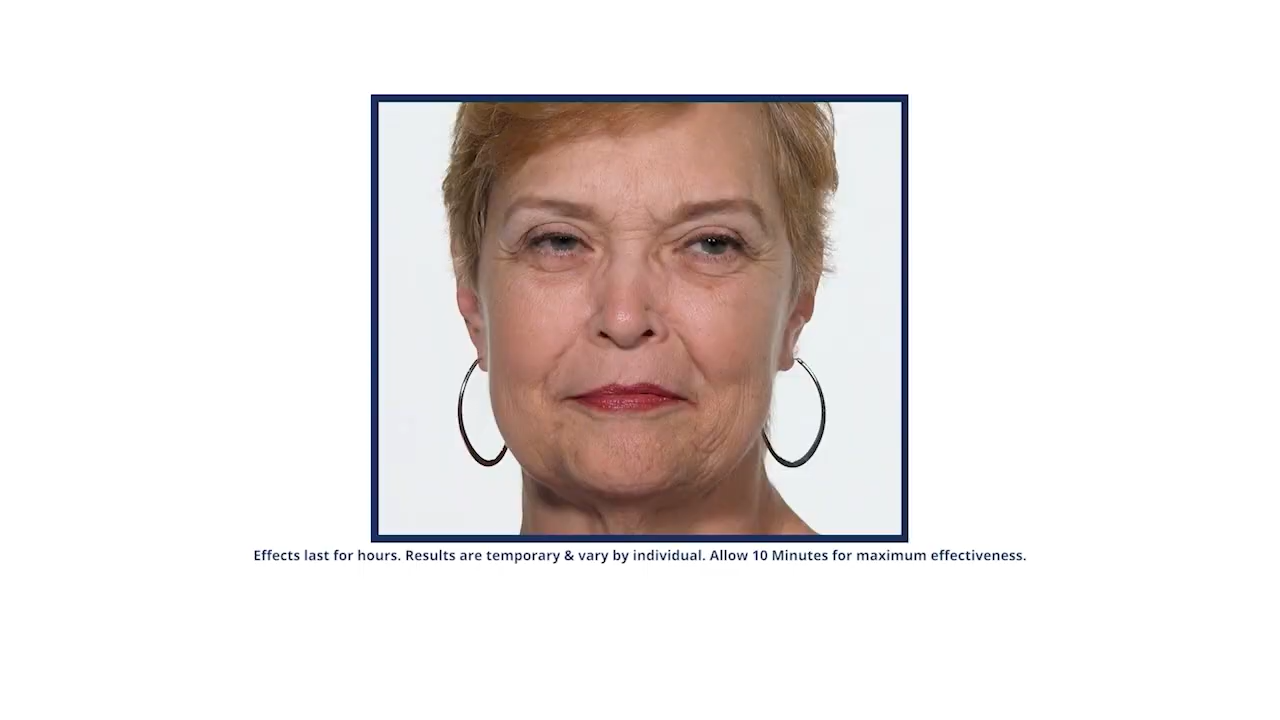 Effects last for hours. Results are temporary & vary by individual. Allow 10 Minutes for maximum effectiveness.